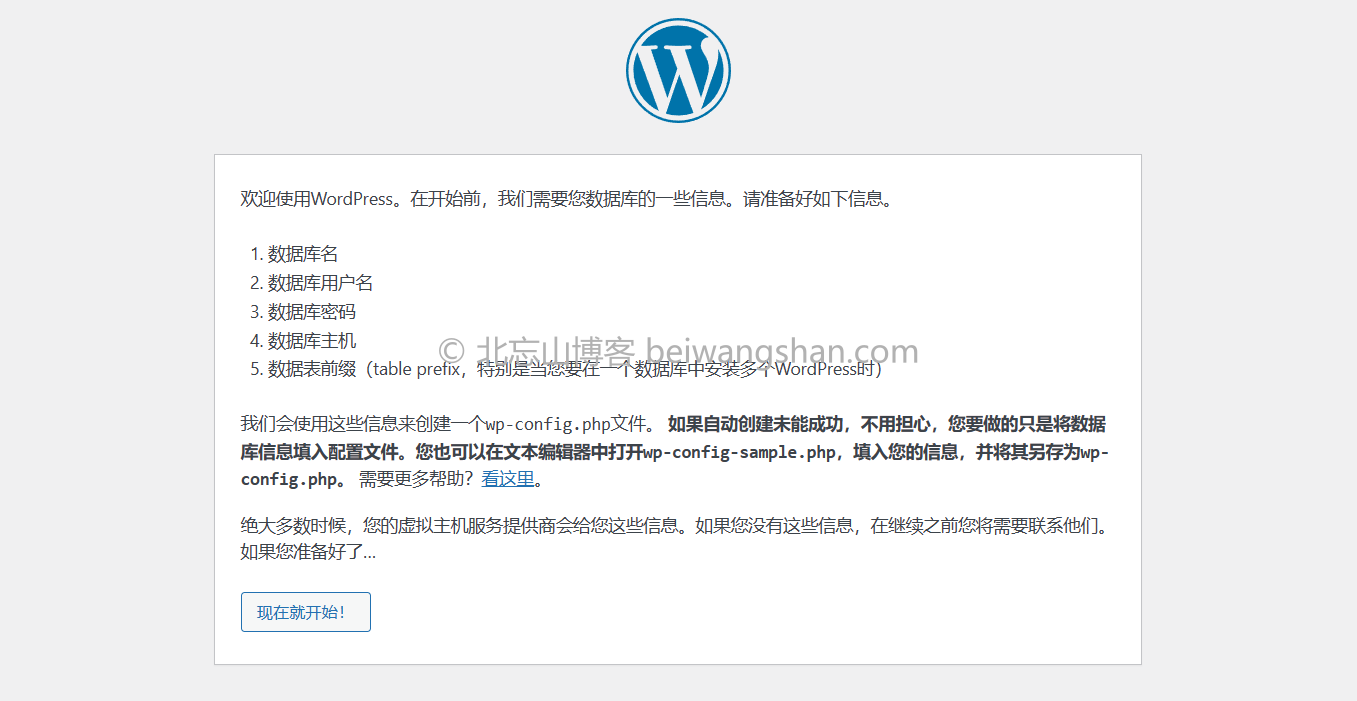 欢迎使用WordPress。在开始前，我们需要您数据库的一些信息。请准备好如下信息。
1. 数据库名
2. 数据库用户名
3. 数据库密码
4. 数据库主机
© 北忘山博客 beiwangshan.com
5. 数据表前缀（table prefix，特别是当您要在一个数据库中安装多个WordPress时）
我们会使用这些信息来创建一个wp-config.php文件。 如果自动创建未能成功，不用担心，您要做的只是将数据
库信息填入配置文件。您也可以在文本编辑器中打开wp-config-sample.php，填入您的信息，并将其另存为wp-
config.php。 需要更多帮助？看这里。
绝大多数时候，您的虚拟主机服务提供商会给您这些信息。如果您没有这些信息，在继续之前您将需要联系他们。
如果您准备好了...
现在就开始！